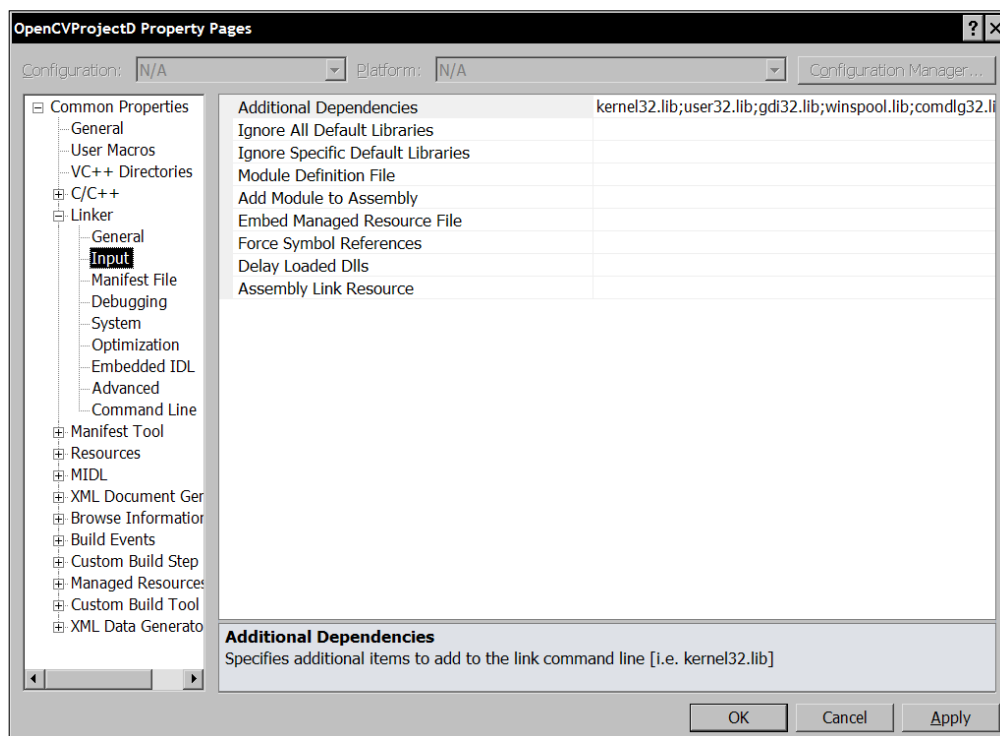 OpenCVProjectD Property Pages
Configuration: N/A Platform: N/A Configuration Manager...
Common Properties
General
User Macros
VC++ Directories
C/C++
Linker
General
Input
Manifest File
Debugging
System
Optimization
Embedded IDL
Advanced
Command Line
Manifest Tool
Resources
MIDL
XML Document Ger
Browse Information
Build Events
Custom Build Step
Managed Resources
Custom Build Tool
XML Data Generato
Additional Dependencies kernel32.lib;user32.lib;gdi32.lib;winspool.lib;comdlg32.li
Ignore All Default Libraries
Ignore Specific Default Libraries
Module Definition File
Add Module to Assembly
Embed Managed Resource File
Force Symbol References
Delay Loaded Dlls
Assembly Link Resource
Additional Dependencies
Specifies additional items to add to the link command line [i.e. kernel32.lib]
OK Cancel Apply